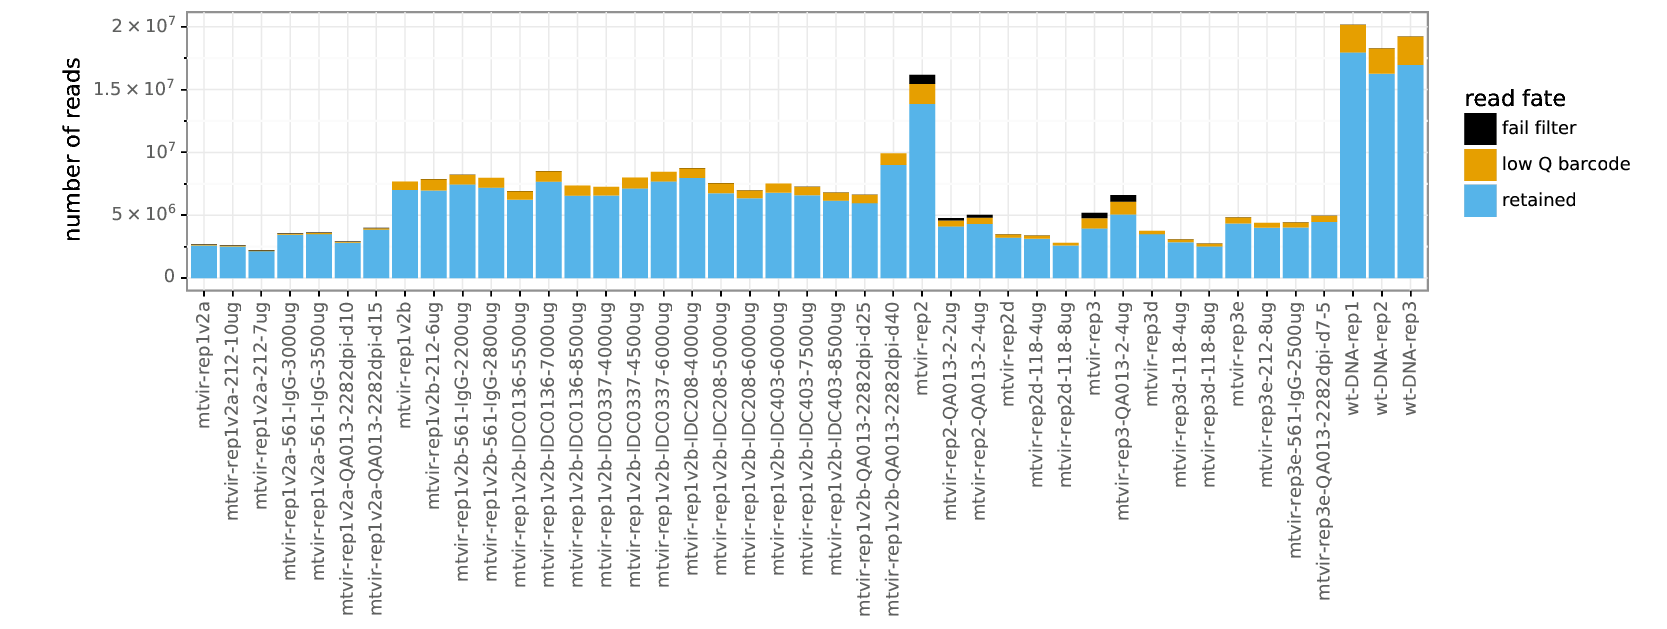 number of reads
2 × 10⁷
1.5 × 10⁷
10⁷
5 × 10⁶
0
read fate
fail filter
low Q barcode
retained
mtvir-rep1v2a
mtvir-rep1v2a-212-10ug
mtvir-rep1v2a-212-7ug
mtvir-rep1v2a-561-IgG-3000ug
mtvir-rep1v2a-561-IgG-3500ug
mtvir-rep1v2a-QA013-2282dpi-d10
mtvir-rep1v2a-QA013-2282dpi-d15
mtvir-rep1v2b
mtvir-rep1v2b-212-6ug
mtvir-rep1v2b-561-IgG-2200ug
mtvir-rep1v2b-561-IgG-2800ug
mtvir-rep1v2b-IDC0136-5500ug
mtvir-rep1v2b-IDC0136-7000ug
mtvir-rep1v2b-IDC0136-8500ug
mtvir-rep1v2b-IDC0337-4000ug
mtvir-rep1v2b-IDC0337-4500ug
mtvir-rep1v2b-IDC0337-6000ug
mtvir-rep1v2b-IDC208-4000ug
mtvir-rep1v2b-IDC208-5000ug
mtvir-rep1v2b-IDC208-6000ug
mtvir-rep1v2b-IDC403-6000ug
mtvir-rep1v2b-IDC403-7500ug
mtvir-rep1v2b-IDC403-8500ug
mtvir-rep1v2b-QA013-2282dpi-d25
mtvir-rep1v2b-QA013-2282dpi-d40
mtvir-rep2
mtvir-rep2-QA013-2-2ug
mtvir-rep2-QA013-2-4ug
mtvir-rep2d
mtvir-rep2d-118-4ug
mtvir-rep2d-118-8ug
mtvir-rep3
mtvir-rep3-QA013-2-4ug
mtvir-rep3d
mtvir-rep3d-118-4ug
mtvir-rep3d-118-8ug
mtvir-rep3e
mtvir-rep3e-212-8ug
mtvir-rep3e-561-IgG-2500ug
mtvir-rep3e-QA013-2282dpi-d7-5
wt-DNA-rep1
wt-DNA-rep2
wt-DNA-rep3